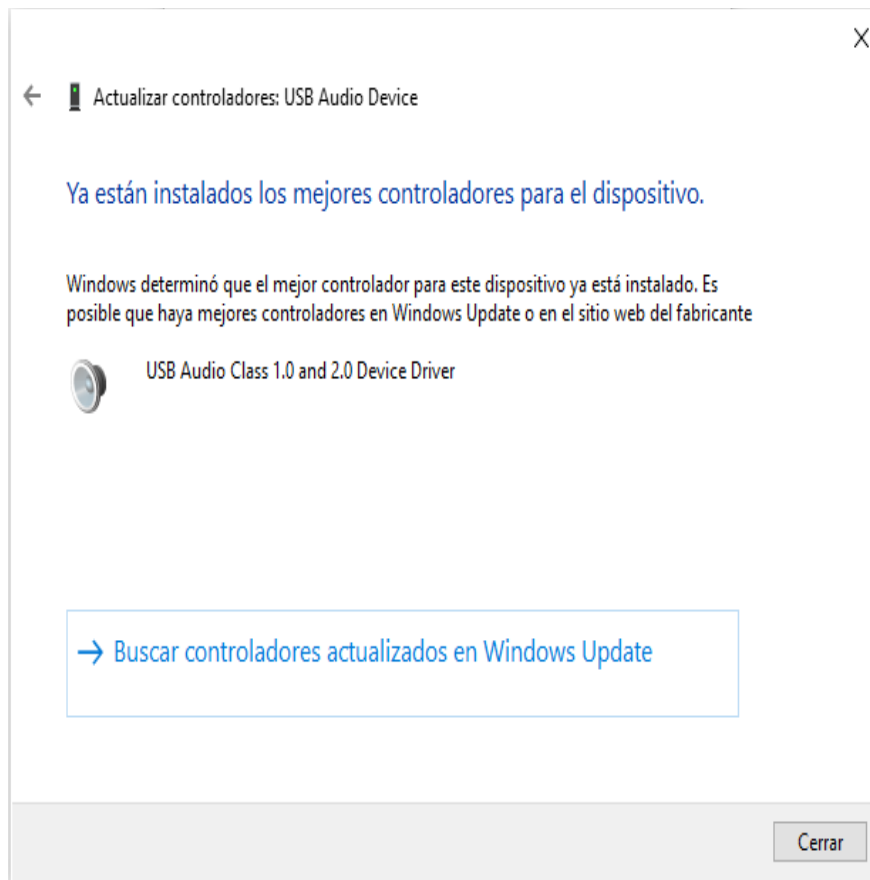 Actualizar controladores: USB Audio Device
Ya están instalados los mejores controladores para el dispositivo.
Windows determinó que el mejor controlador para este dispositivo ya está instalado. Es
posible que haya mejores controladores en Windows Update o en el sitio web del fabricante
USB Audio Class 1.0 and 2.0 Device Driver
Buscar controladores actualizados en Windows Update
Cerrar